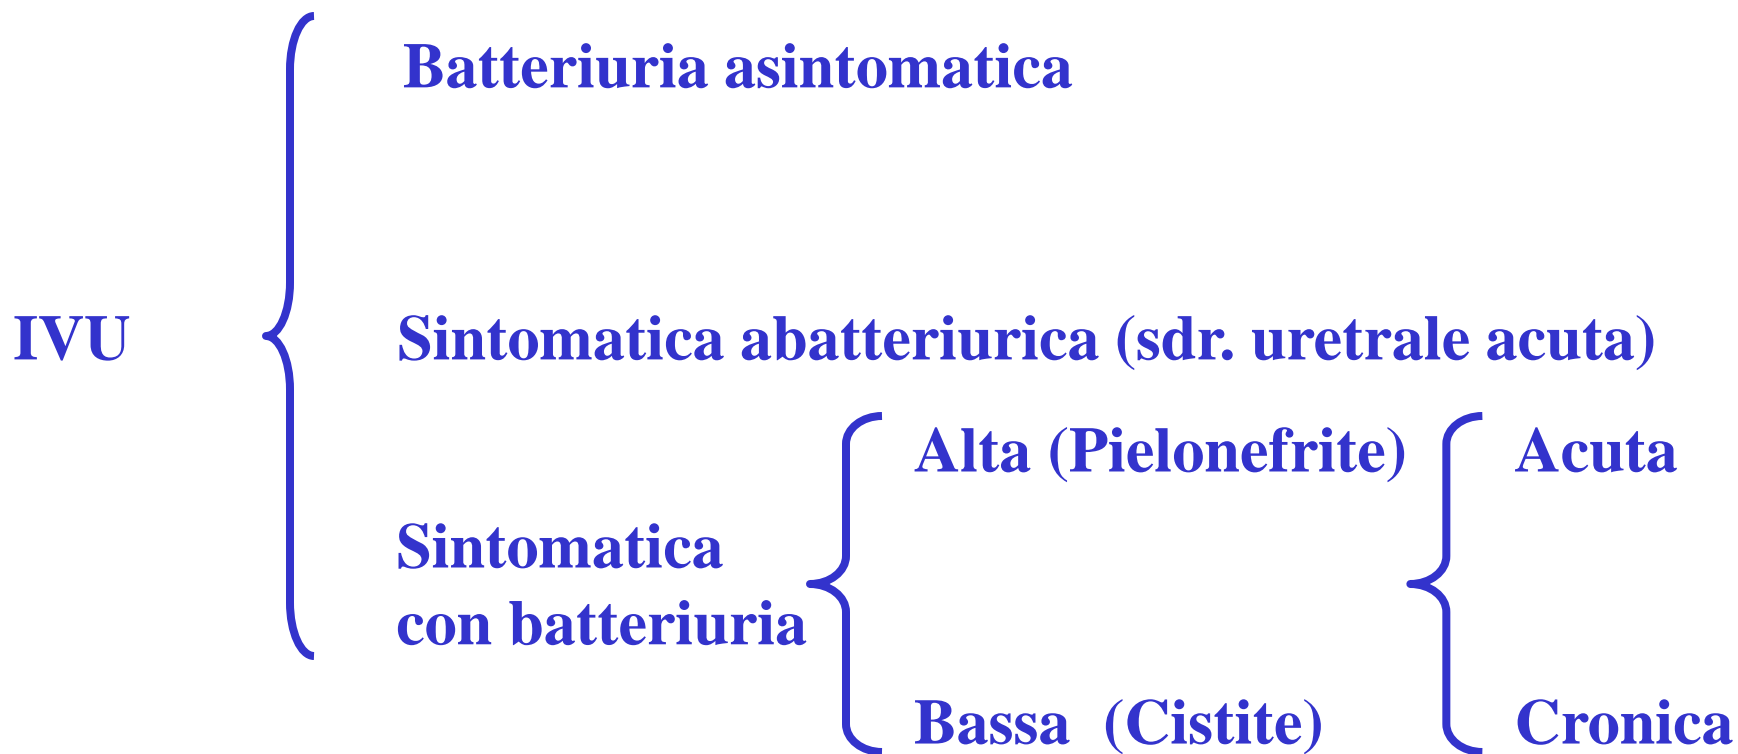 Batteriuria asintomatica
IVU
Sintomatica abatteriurica (sdr. uretrale acuta)
Alta (Pielonefrite)
Acuta
Sintomatica
con batteriuria
Bassa (Cistite)
Cronica